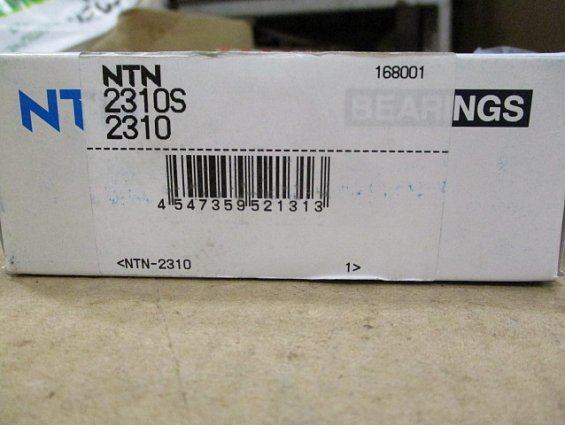 NTN 168001
2310S
NT BEARINGS
2310
4 547359 521313
<NTN-2310 1>